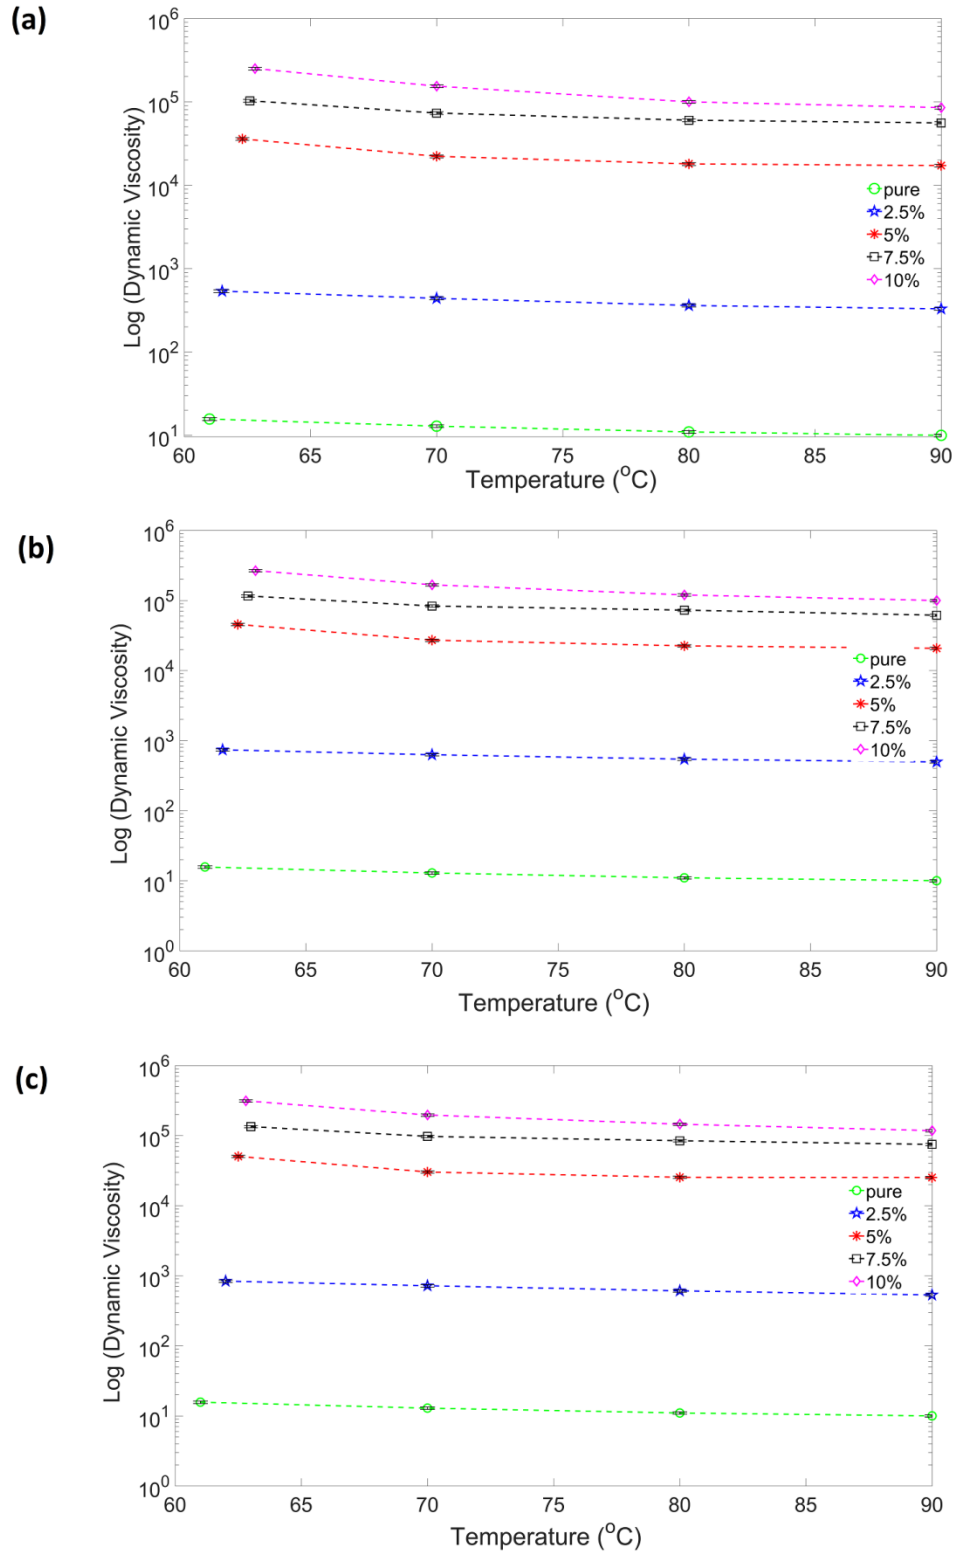 (a)
10^6
10^5
10^4
10^3
10^2
10^1
Log (Dynamic Viscosity)
pure
2.5%
5%
7.5%
10%
60 65 70 75 80 85 90
Temperature (°C)
(b)
10^6
10^5
10^4
10^3
10^2
10^1
10^0
Log (Dynamic Viscosity)
pure
2.5%
5%
7.5%
10%
60 65 70 75 80 85 90
Temperature (°C)
(c)
10^6
10^5
10^4
10^3
10^2
10^1
10^0
Log (Dynamic Viscosity)
pure
2.5%
5%
7.5%
10%
60 65 70 75 80 85 90
Temperature (°C)